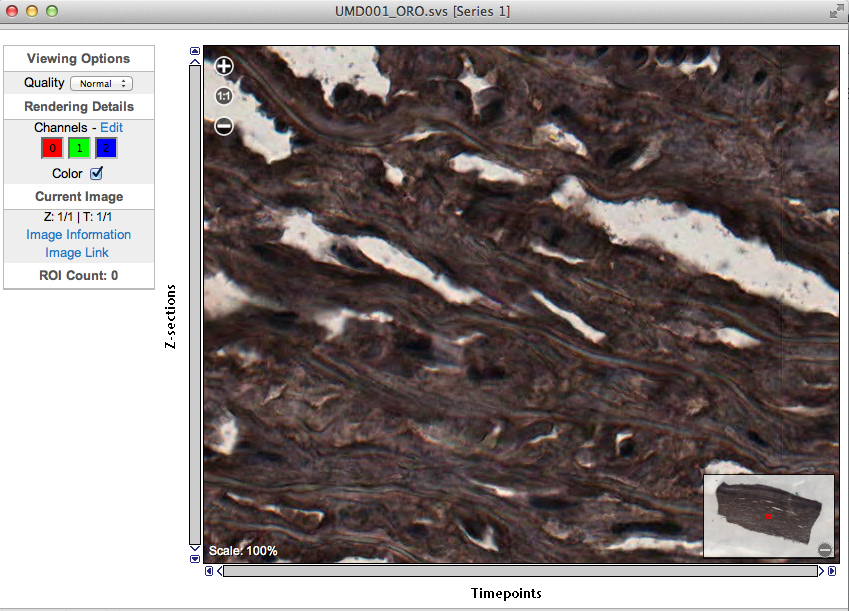 UMD001_ORO.svs [Series 1]
Viewing Options
Quality Normal
Rendering Details
Channels - Edit
0 1 2
Color
Current Image
Z: 1/1 | T: 1/1
Image Information
Image Link
ROI Count: 0
Z-sections
1:1
Scale: 100%
Timepoints